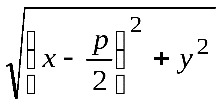 √((x - p/2)² + y²)